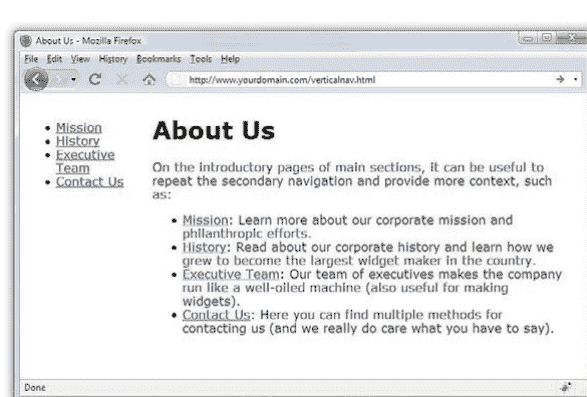 About Us - Mozilla Firefox
File Edit View History Bookmarks Tools Help
http://www.yourdomain.com/verticalnav.html
• Mission
• History
• Executive
Team
• Contact Us
About Us
On the introductory pages of main sections, it can be useful to
repeat the secondary navigation and provide more context, such
as:
• Mission: Learn more about our corporate mission and
philanthropic efforts.
• History: Read about our corporate history and learn how we
grew to become the largest widget maker in the country.
• Executive Team: Our team of executives makes the company
run like a well-oiled machine (also useful for making
widgets).
• Contact Us: Here you can find multiple methods for
contacting us (and we really do care what you have to say).
Done